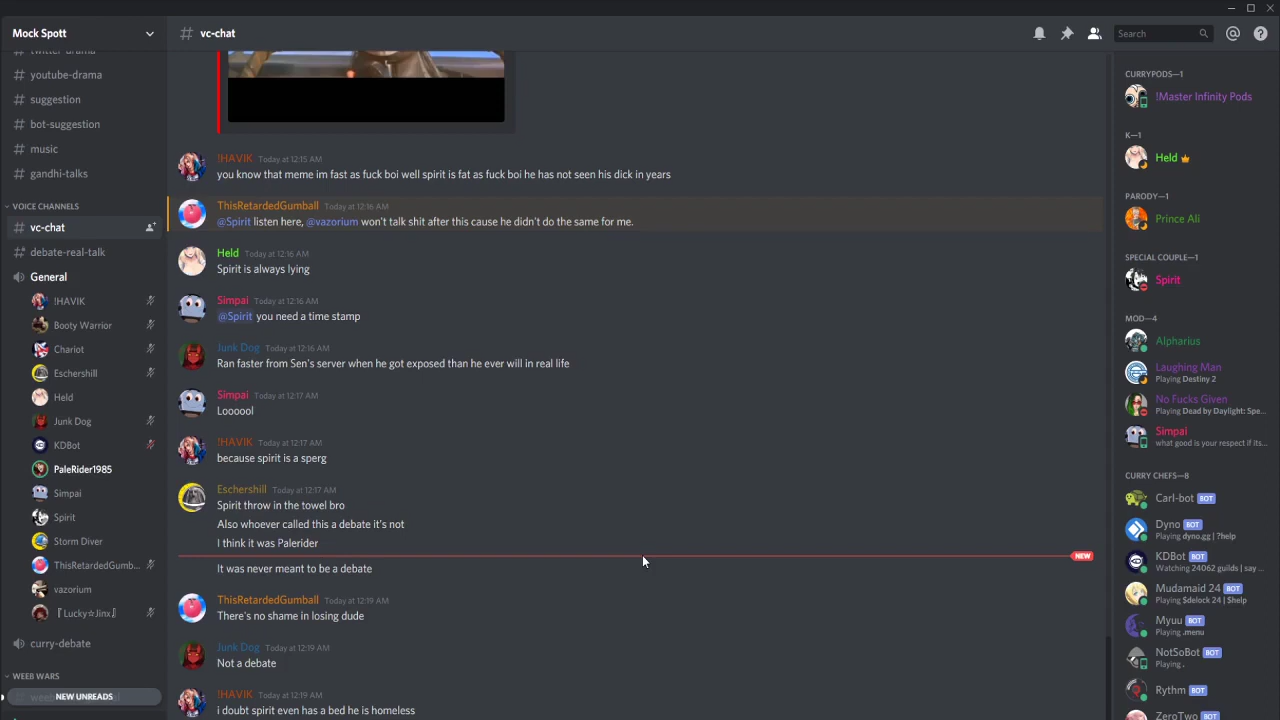 Mock Spott
# vc-chat
Search
# twitter-drama
# youtube-drama
# suggestion
# bot-suggestion
# music
# gandhi-talks
VOICE CHANNELS
vc-chat
# debate-real-talk
General
!HAVIK
Booty Warrior
Chariot
Eschershill
Held
Junk Dog
KDBot
PaleRider1985
Simpai
Spirit
Storm Diver
ThisRetardedGumb...
vazorium
『Lucky☆Jinx』
curry-debate
WEEB WARS
NEW UNREADS
!HAVIK Today at 12:15 AM
you know that meme im fast as fuck boi well spirit is fat as fuck boi he has not seen his dick in years
ThisRetardedGumball Today at 12:16 AM
@Spirit listen here, @vazorium won't talk shit after this cause he didn't do the same for me.
Held Today at 12:16 AM
Spirit is always lying
Simpai Today at 12:16 AM
@Spirit you need a time stamp
Junk Dog Today at 12:16 AM
Ran faster from Sen's server when he got exposed than he ever will in real life
Simpai Today at 12:17 AM
Loooool
!HAVIK Today at 12:17 AM
because spirit is a sperg
Eschershill Today at 12:17 AM
Spirit throw in the towel bro
Also whoever called this a debate it's not
I think it was Palerider
NEW
It was never meant to be a debate
ThisRetardedGumball Today at 12:19 AM
There's no shame in losing dude
Junk Dog Today at 12:19 AM
Not a debate
!HAVIK Today at 12:19 AM
i doubt spirit even has a bed he is homeless
CURRYPODS—1
!Master Infinity Pods
K—1
Held
PARODY—1
Prince Ali
SPECIAL COUPLE—1
Spirit
MOD—4
Alpharius
Laughing Man
Playing Destiny 2
No Fucks Given
Playing Dead by Daylight: Spe...
Simpai
what good is your respect if its...
CURRY CHEFS—8
Carl-bot BOT
Dyno BOT
Playing dyno.gg | ?help
KDBot BOT
Watching 24062 guilds | say ...
Mudamaid 24 BOT
Playing $delock 24 | $help
Myuu BOT
Playing .menu
NotSoBot BOT
Playing .
Rythm BOT
ZeroTwo BOT